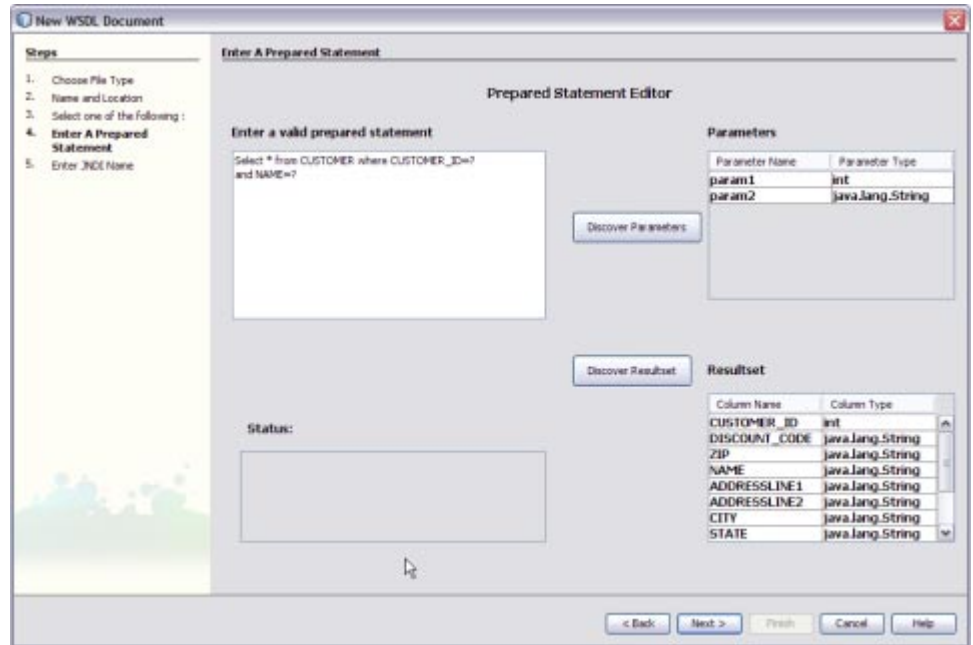 New WSDL Document
Steps
1. Choose File Type
2. Name and Location
3. Select one of the following :
4. Enter A Prepared
Statement
5. Enter JNDI Name
Enter A Prepared Statement
Prepared Statement Editor
Enter a valid prepared statement
Select * from CUSTOMER where CUSTOMER_ID=?
and NAME=?
Discover Parameters
Parameters
Parameter Name Parameter Type
param1 int
param2 java.lang.String
Discover Resultset
Resultset
Column Name Column Type
CUSTOMER_ID int
DISCOUNT_CODE java.lang.String
ZIP java.lang.String
NAME java.lang.String
ADDRESSLINE1 java.lang.String
ADDRESSLINE2 java.lang.String
CITY java.lang.String
STATE java.lang.String
Status:
< Back Next > Finish Cancel Help